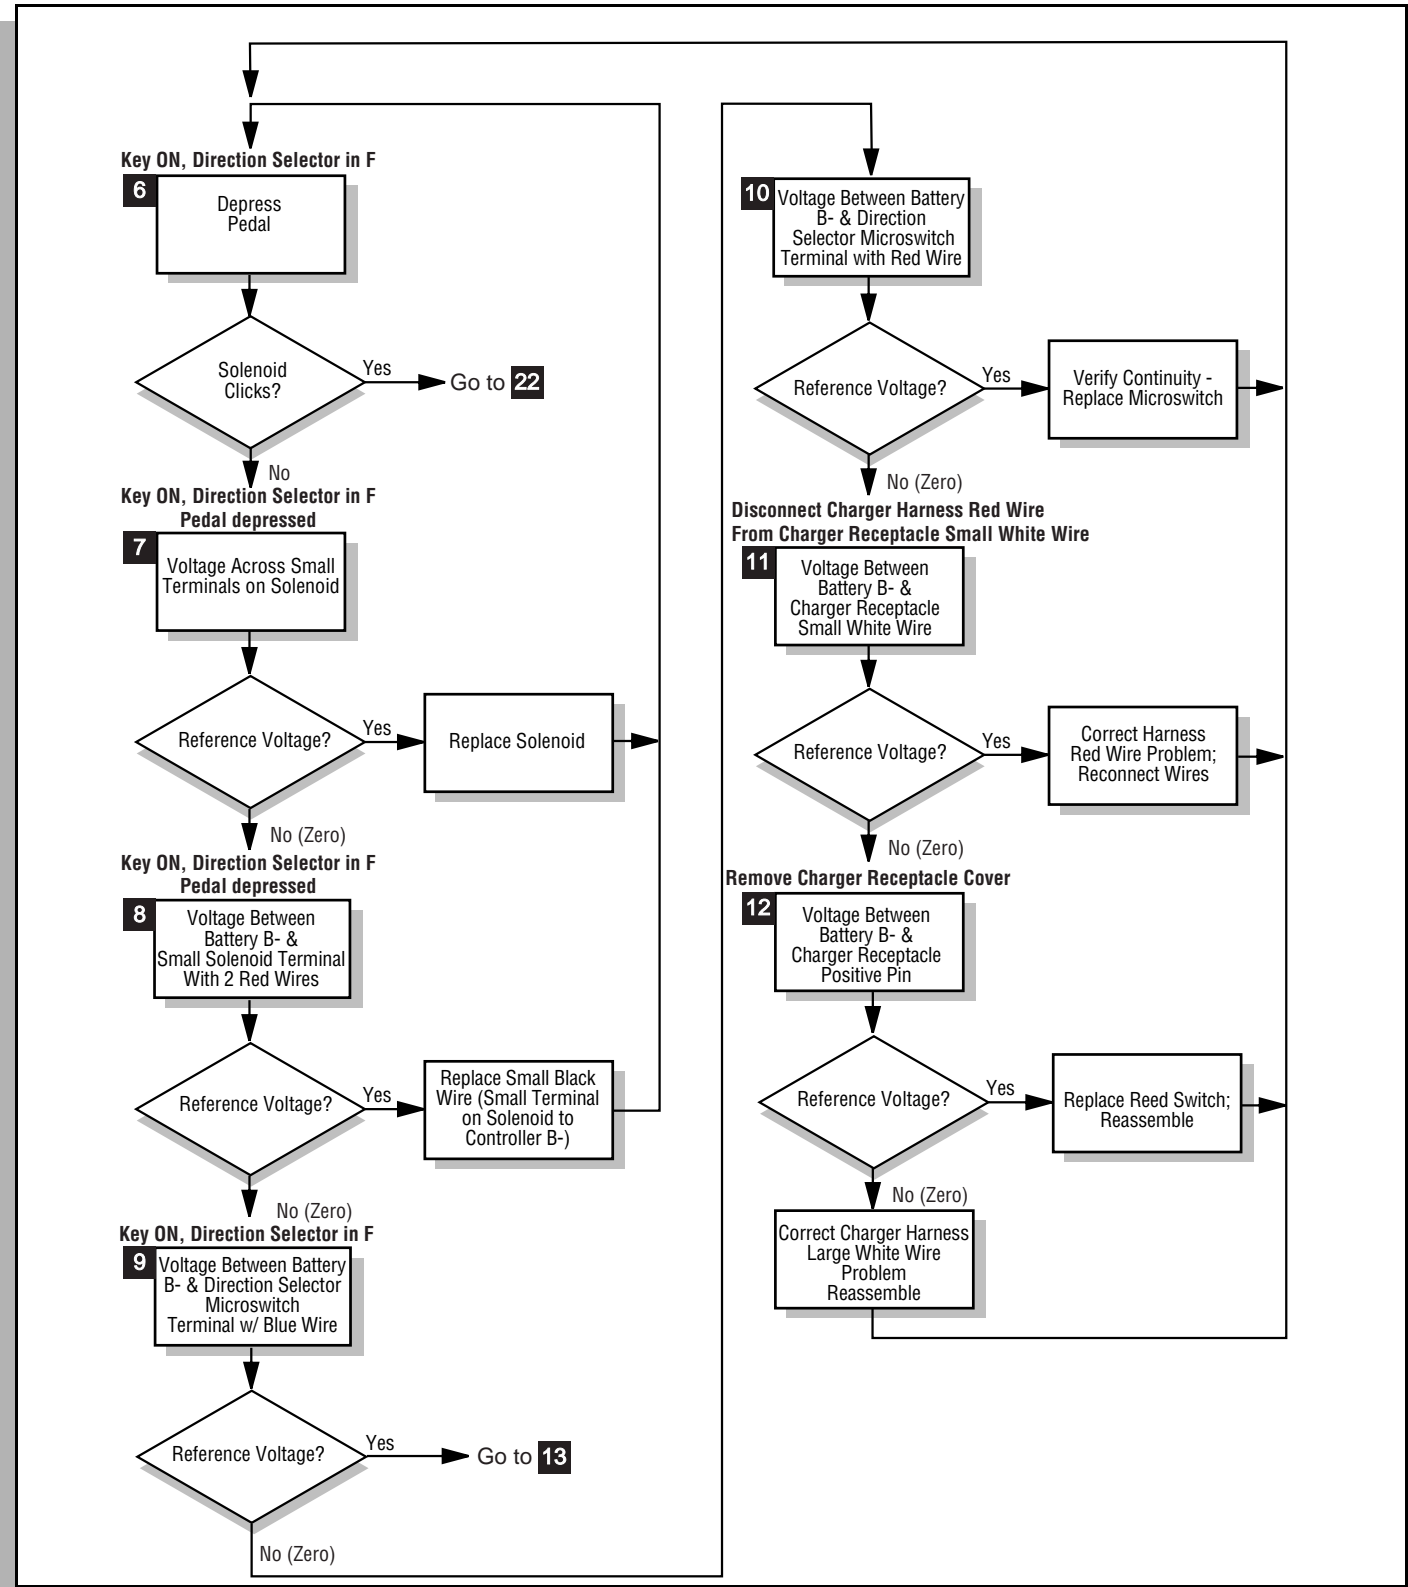 Key ON, Direction Selector in F
6
Depress
Pedal
Solenoid
Clicks?
Yes
Go to 22
No
Key ON, Direction Selector in F
Pedal depressed
7
Voltage Across Small
Terminals on Solenoid
Reference Voltage?
Yes
Replace Solenoid
No (Zero)
Key ON, Direction Selector in F
Pedal depressed
8
Voltage Between
Battery B- &
Small Solenoid Terminal
With 2 Red Wires
Reference Voltage?
Yes
Replace Small Black
Wire (Small Terminal
on Solenoid to
Controller B-)
No (Zero)
Key ON, Direction Selector in F
9
Voltage Between Battery
B- & Direction Selector
Microswitch
Terminal w/ Blue Wire
Reference Voltage?
Yes
Go to 13
No (Zero)
10
Voltage Between Battery
B- & Direction
Selector Microswitch
Terminal with Red Wire
Reference Voltage?
Yes
Verify Continuity -
Replace Microswitch
No (Zero)
Disconnect Charger Harness Red Wire
From Charger Receptacle Small White Wire
11
Voltage Between
Battery B- &
Charger Receptacle
Small White Wire
Reference Voltage?
Yes
Correct Harness
Red Wire Problem;
Reconnect Wires
No (Zero)
Remove Charger Receptacle Cover
12
Voltage Between
Battery B- &
Charger Receptacle
Positive Pin
Reference Voltage?
Yes
Replace Reed Switch;
Reassemble
No (Zero)
Correct Charger Harness
Large White Wire
Problem
Reassemble